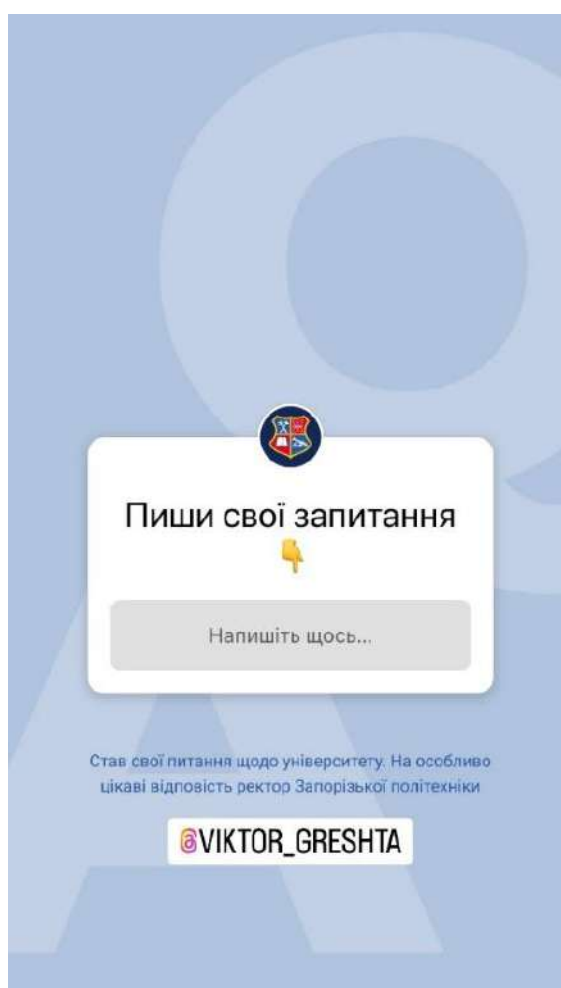 Пиши свої запитання
👇
Напишіть щось...
Став свої питання щодо університету. На особливо
цікаві відповість ректор Запорізької політехніки
@VIKTOR_GRESHTA